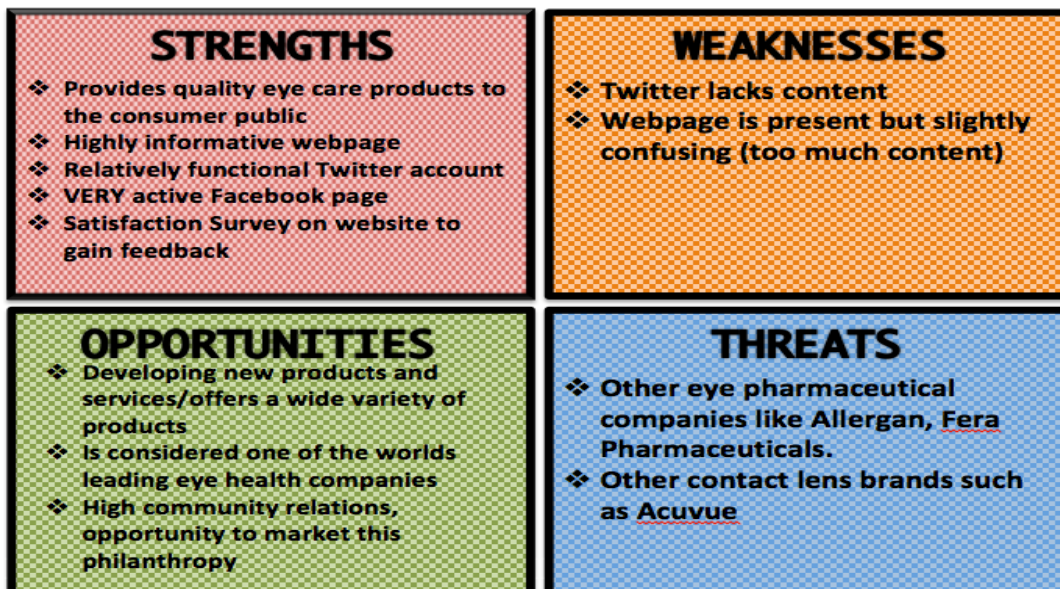 STRENGTHS
❖ Provides quality eye care products to
the consumer public
❖ Highly informative webpage
❖ Relatively functional Twitter account
❖ VERY active Facebook page
❖ Satisfaction Survey on website to
gain feedback
WEAKNESSES
❖ Twitter lacks content
❖ Webpage is present but slightly
confusing (too much content)
OPPORTUNITIES
❖ Developing new products and
services/offers a wide variety of
products
❖ Is considered one of the worlds
leading eye health companies
❖ High community relations,
opportunity to market this
philanthropy
THREATS
❖ Other eye pharmaceutical
companies like Allergan, Fera
Pharmaceuticals.
❖ Other contact lens brands such
as Acuvue